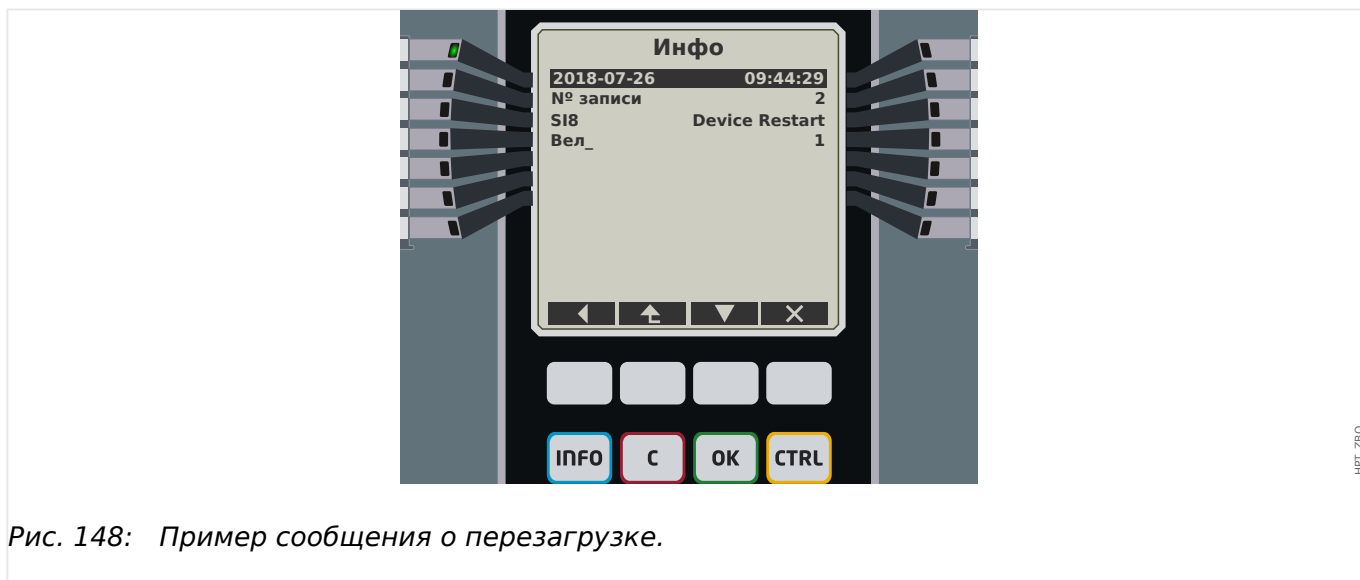 Инфо
2018-07-26 09:44:29
№ записи 2
SI8 Device Restart
Вел_ 1
INFO C OK CTRL
HPT_ZBO
Рис. 148: Пример сообщения о перезагрузке.